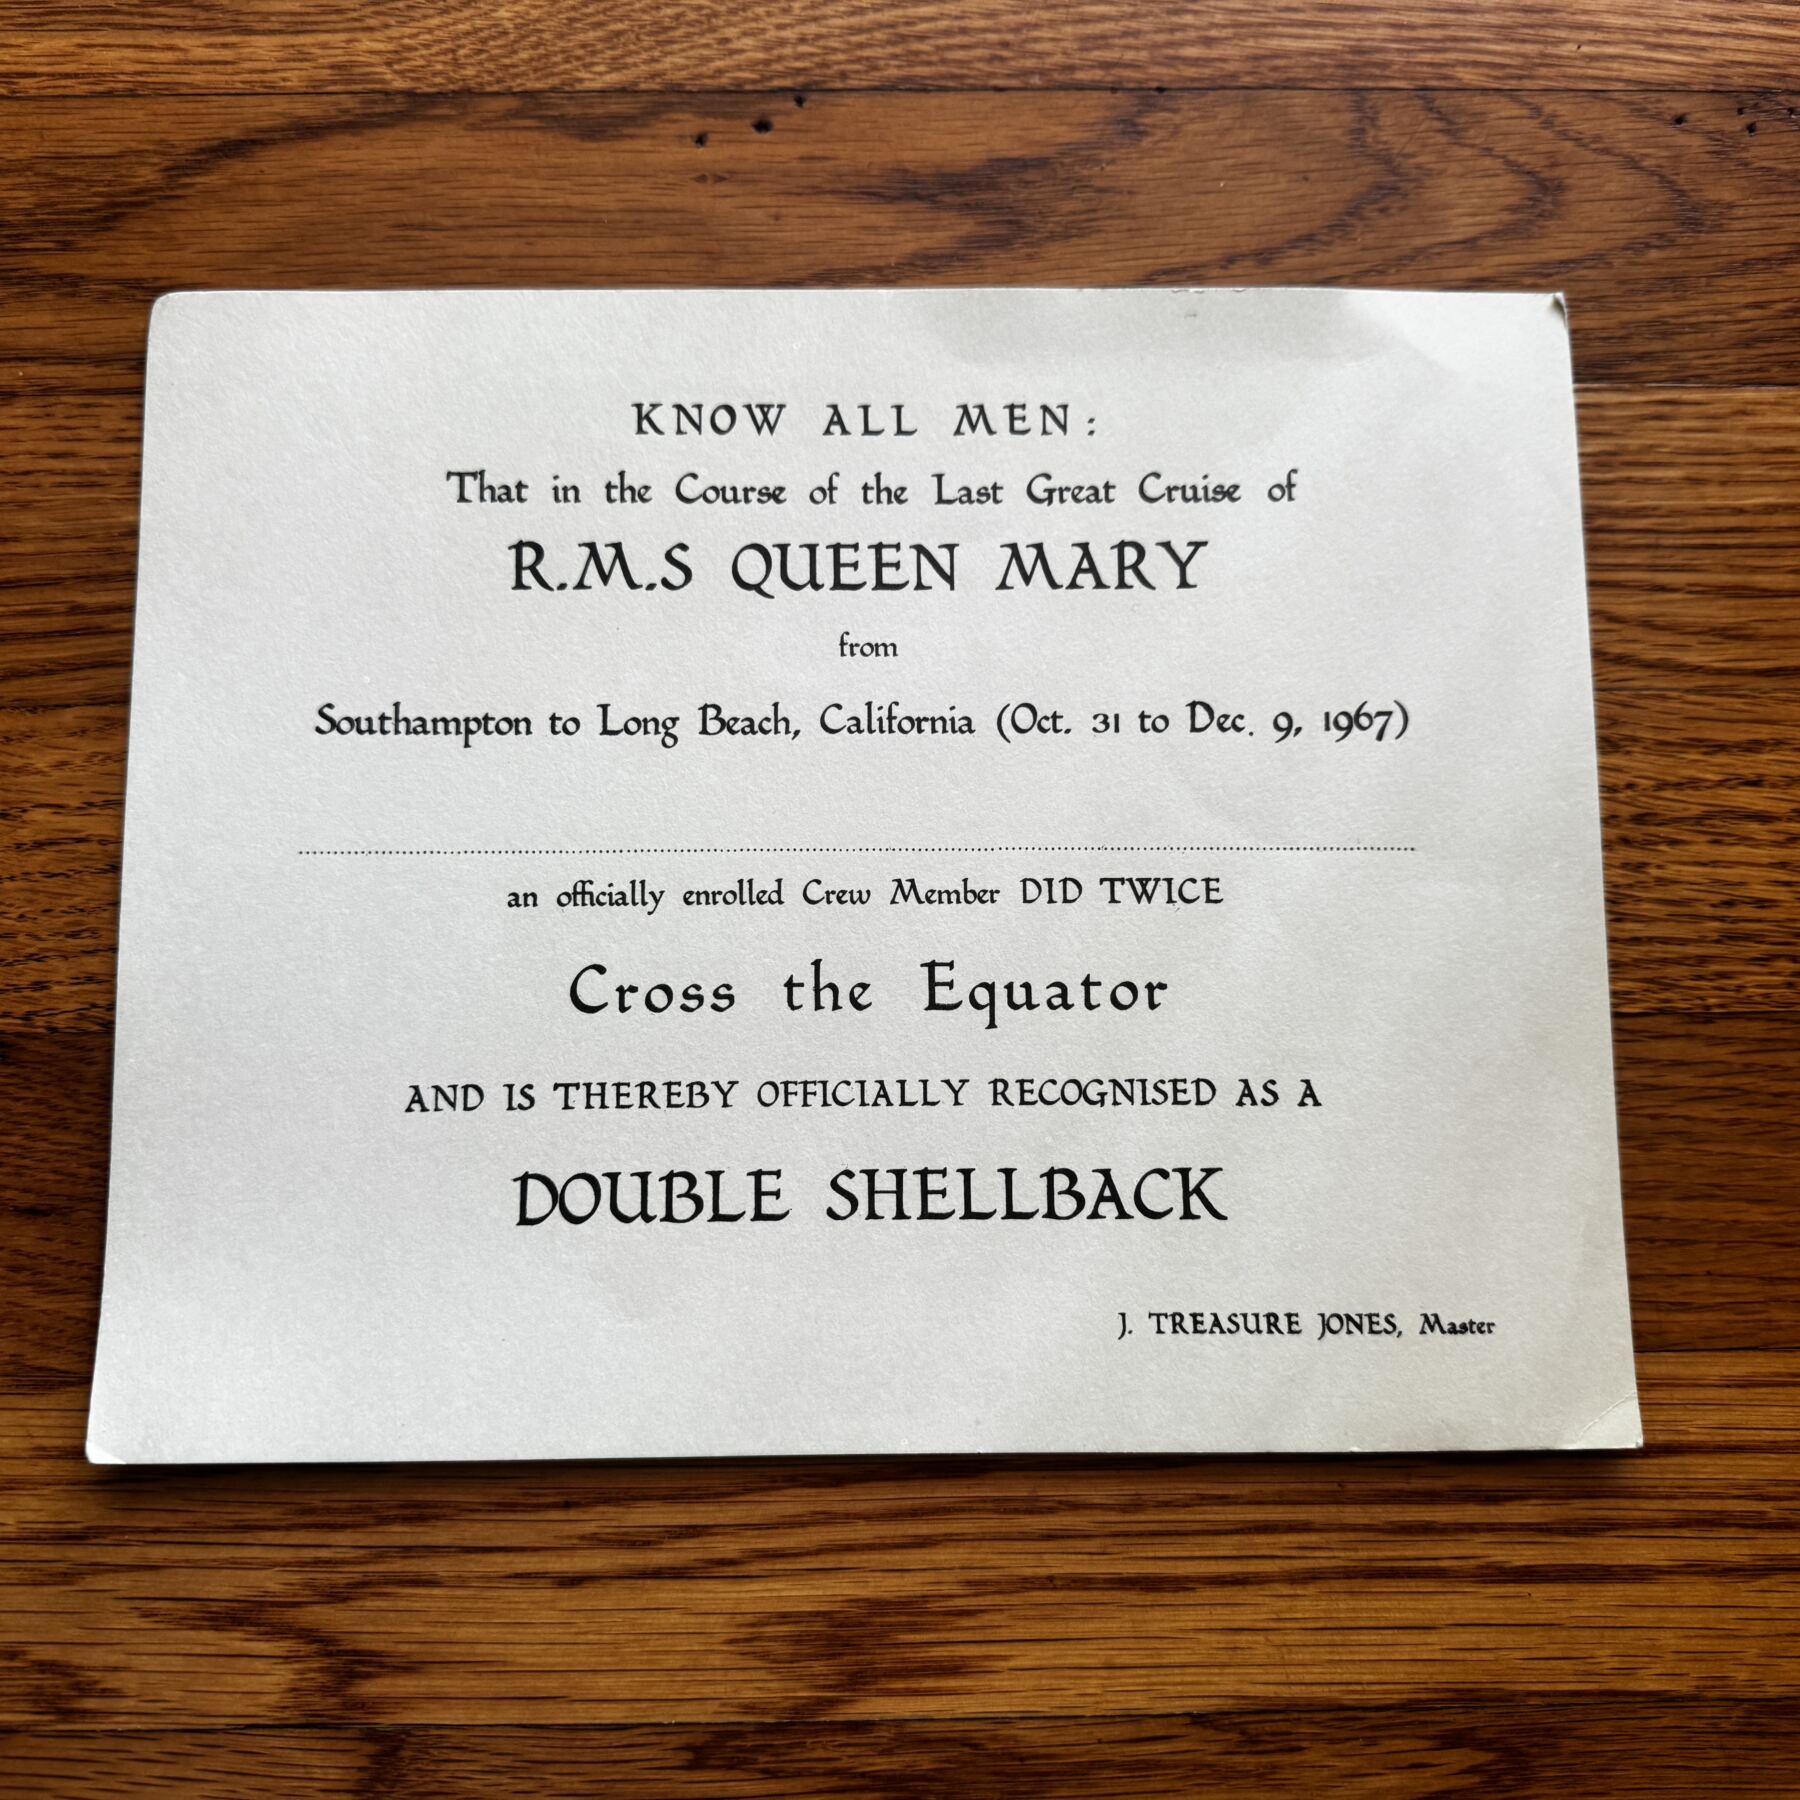 KNOW ALL MEN:
That in the Course of the Last Great Cruise of
R.M.S QUEEN MARY
from
Southampton to Long Beach, California (Oct. 31 to Dec. 9, 1967)
an officially enrolled Crew Member DID TWICE
Cross the Equator
AND IS THEREBY OFFICIALLY RECOGNISED AS A
DOUBLE SHELLBACK
J. TREASURE JONES, Master